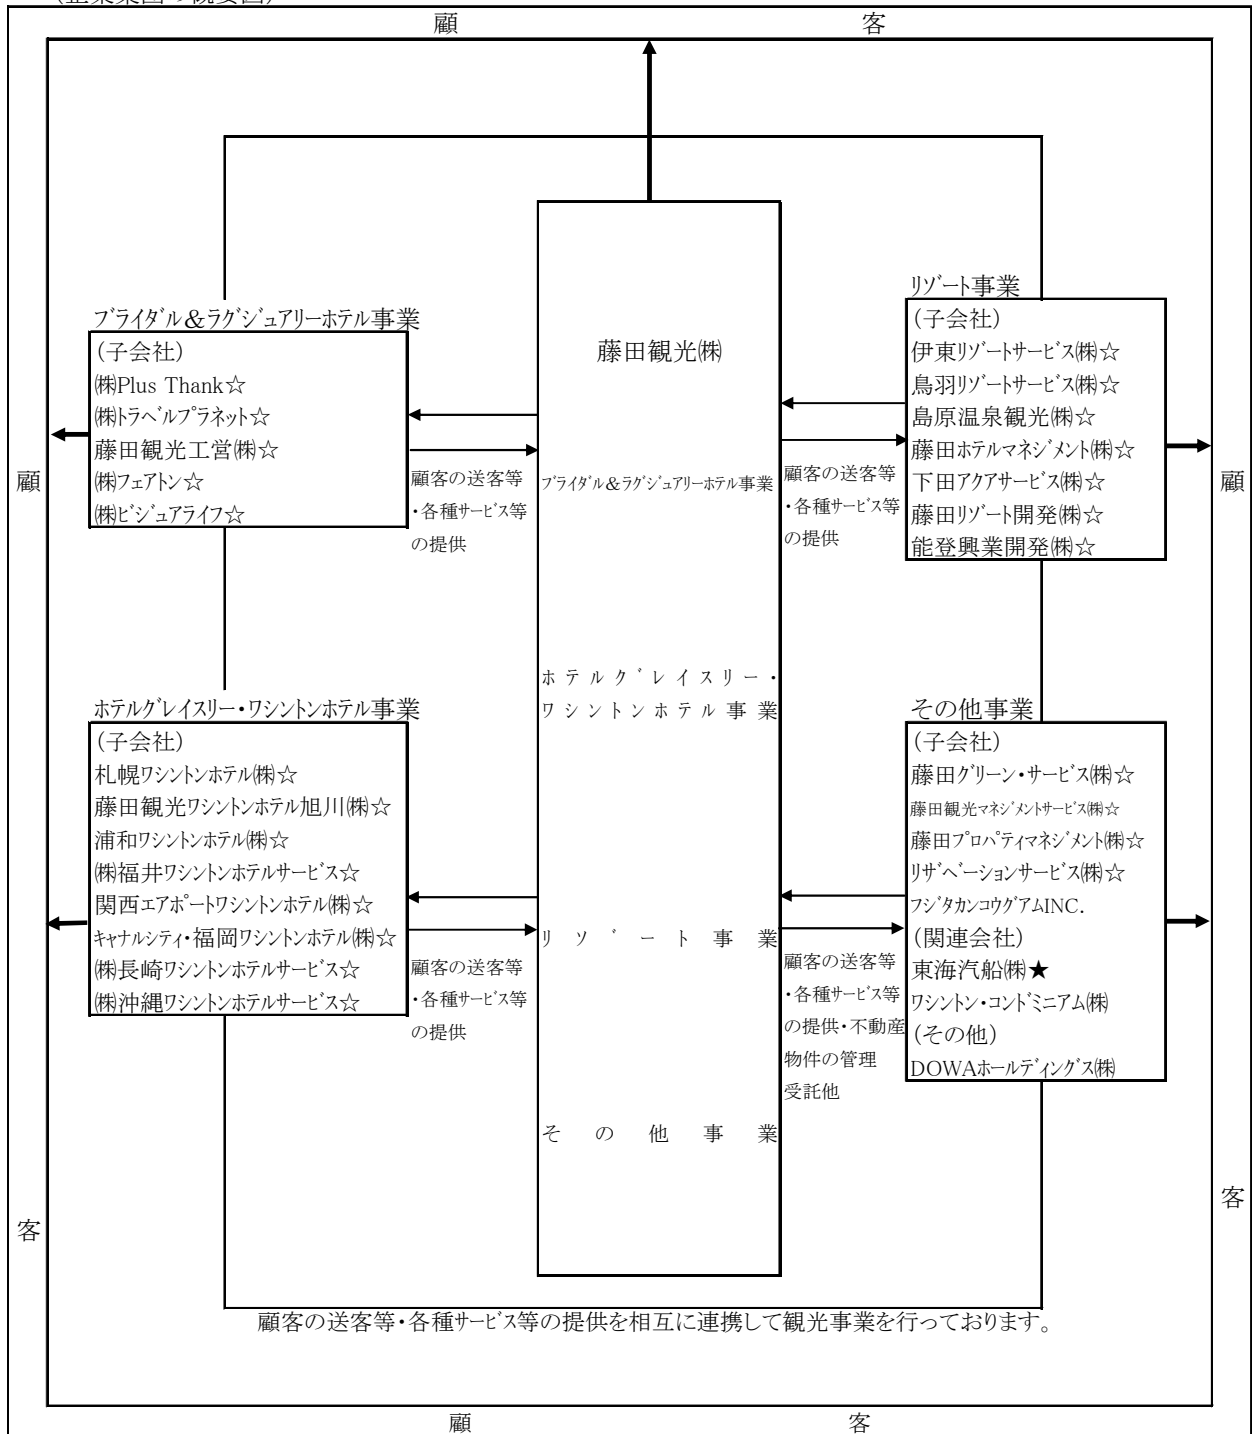 (企業集団の概要図)
顧 客
ブライダル&ラグジュアリーホテル事業
(子会社)
㈱Plus Thank☆
㈱トラベルプラネット☆
藤田観光工営㈱☆
㈱フェアトン☆
㈱ビジュアライフ☆
顧客の送客等
・各種サービス等
の提供
ホテルグレイスリー・ワシントンホテル事業
(子会社)
札幌ワシントンホテル㈱☆
藤田観光ワシントンホテル旭川㈱☆
浦和ワシントンホテル㈱☆
㈱福井ワシントンホテルサービス☆
関西エアポートワシントンホテル㈱☆
キャナルシティ・福岡ワシントンホテル㈱☆
㈱長崎ワシントンホテルサービス☆
㈱沖縄ワシントンホテルサービス☆
顧客の送客等
・各種サービス等
の提供
藤田観光㈱
ブライダル&ラグジュアリーホテル事業
ホテルグレイスリー・
ワシントンホテル事業
リゾート事業
その他事業
リゾート事業
(子会社)
伊東リゾートサービス㈱☆
鳥羽リゾートサービス㈱☆
島原温泉観光㈱☆
藤田ホテルマネジメント㈱☆
下田アクアサービス㈱☆
藤田リゾート開発㈱☆
能登興業開発㈱☆
顧客の送客等
・各種サービス等
の提供
その他事業
(子会社)
藤田グリーン・サービス㈱☆
藤田観光マネジメントサービス㈱☆
藤田プロパティマネジメント㈱☆
リザベーションサービス㈱☆
フジタカンコウグアムINC.
(関連会社)
東海汽船㈱★
ワシントン・コンドミニアム㈱
(その他)
DOWAホールディングス㈱
顧客の送客等
・各種サービス等
の提供・不動産
物件の管理
受託他
顧
客
顧
客
顧客の送客等・各種サービス等の提供を相互に連携して観光事業を行っております。
顧 客